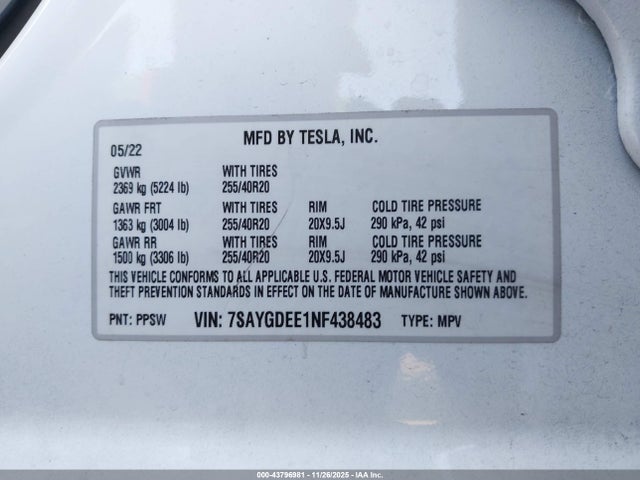 MFD BY TESLA, INC.
05/22
GVWR WITH TIRES
2369 kg (5224 lb) 255/40R20
GAWR FRT WITH TIRES RIM COLD TIRE PRESSURE
1363 kg (3004 lb) 255/40R20 20X9.5J 290 kPa, 42 psi
GAWR RR WITH TIRES RIM COLD TIRE PRESSURE
1500 kg (3306 lb) 255/40R20 20X9.5J 290 kPa, 42 psi
THIS VEHICLE CONFORMS TO ALL APPLICABLE U.S. FEDERAL MOTOR VEHICLE SAFETY AND
THEFT PREVENTION STANDARDS IN EFFECT ON THE DATE OF MANUFACTURE SHOWN ABOVE.
PNT: PPSW VIN: 7SAYGDEE1NF438483 TYPE: MPV
000-43796981 - 11/26/2025 - IAA Inc.